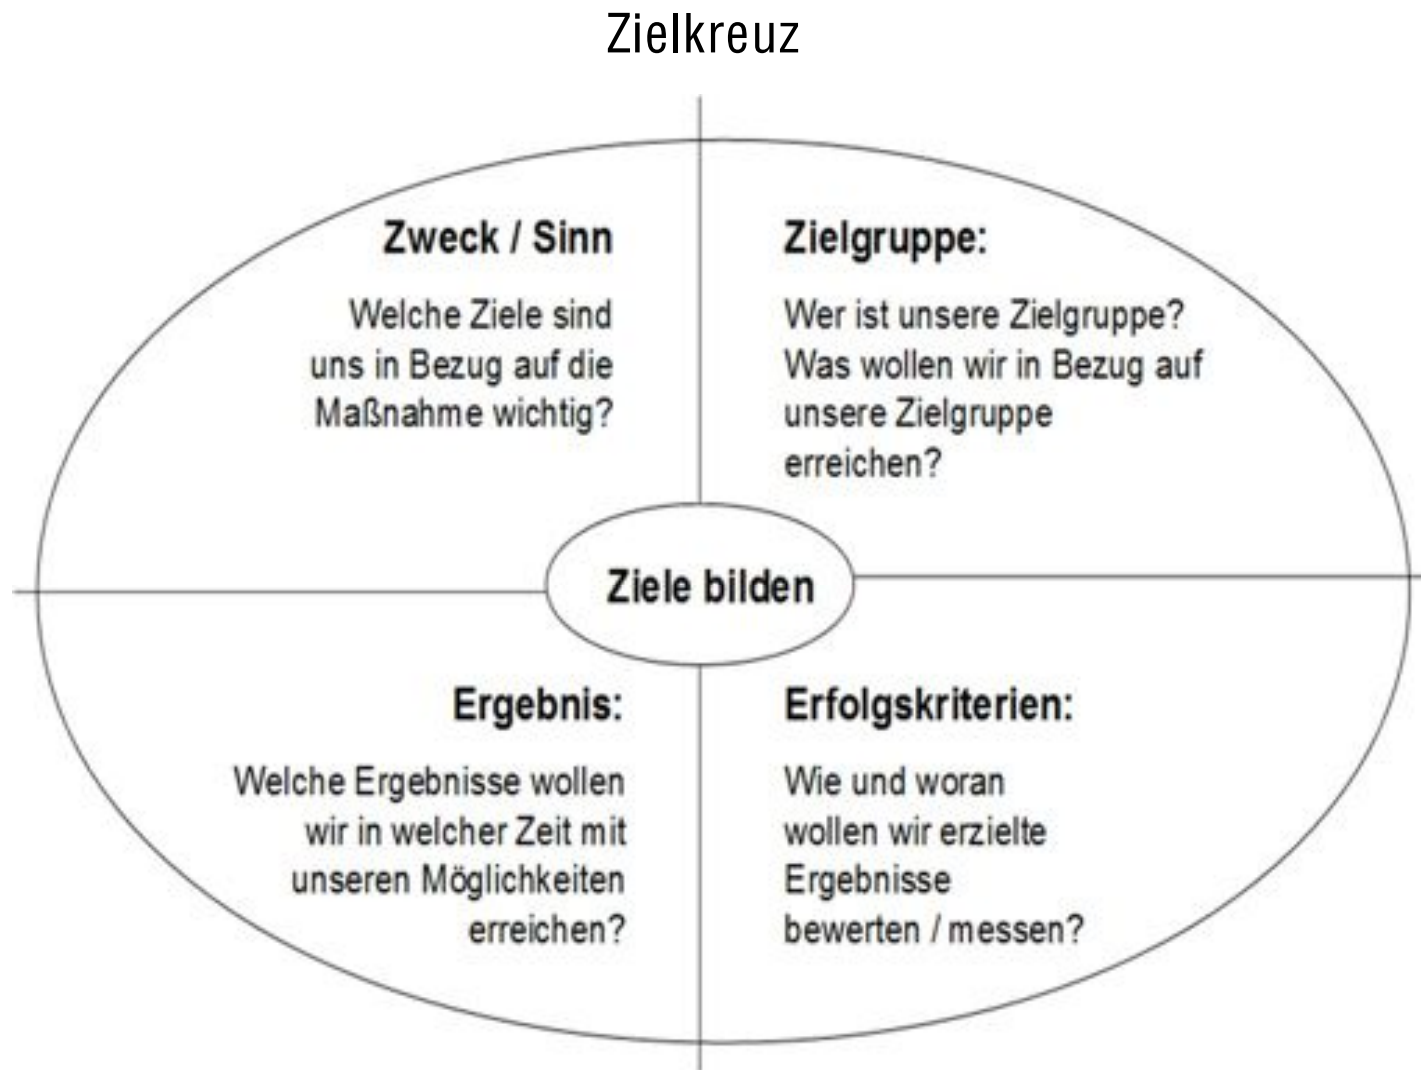 Zielkreuz
Zweck / Sinn
Welche Ziele sind
uns in Bezug auf die
Maßnahme wichtig?
Zielgruppe:
Wer ist unsere Zielgruppe?
Was wollen wir in Bezug auf
unsere Zielgruppe
erreichen?
Ziele bilden
Ergebnis:
Welche Ergebnisse wollen
wir in welcher Zeit mit
unseren Möglichkeiten
erreichen?
Erfolgskriterien:
Wie und woran
wollen wir erzielte
Ergebnisse
bewerten / messen?